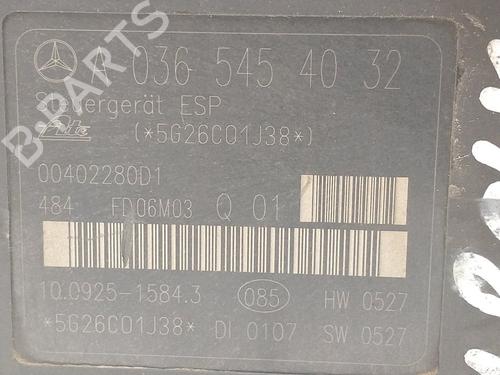 A 036 545 40 32
Steuergerät ESP
Ate (*5G26C01J38*)
00402280D1
484 FD06M03 Q 01
10.0925-1584.3 085 HW 0527
*5G26C01J38* DI 0107 SW 0527
B-PARTS